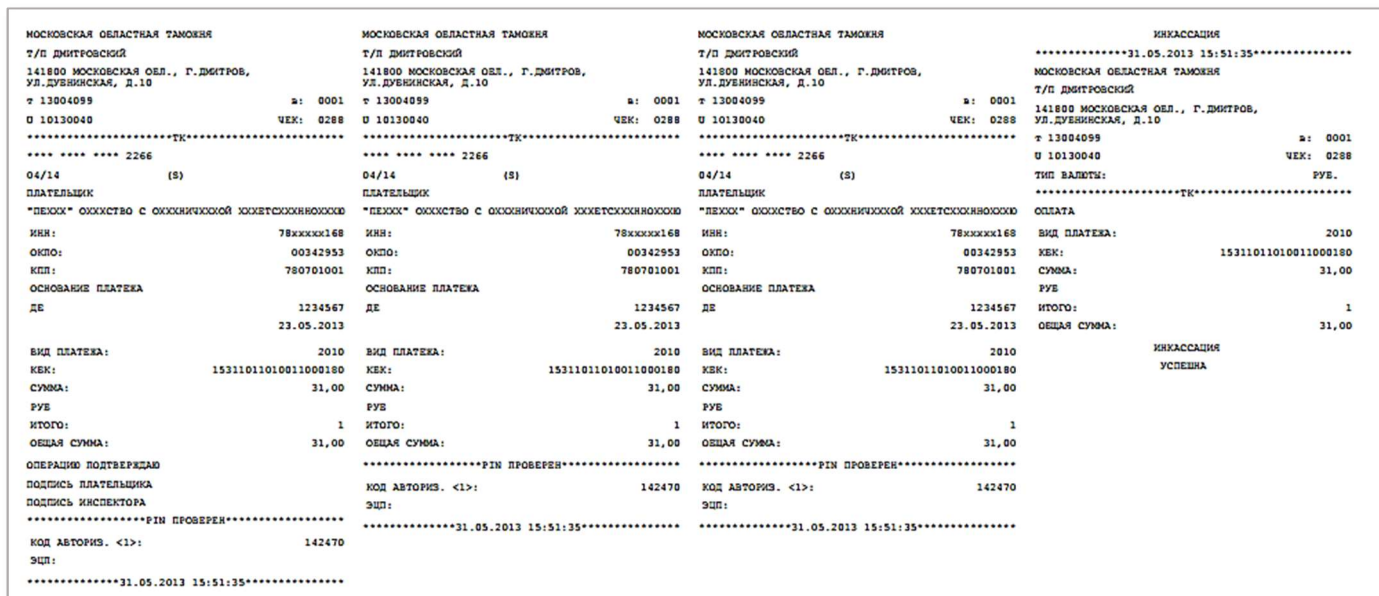 МОСКОВСКАЯ ОБЛАСТНАЯ ТАМОЖНЯ
Т/П ДМИТРОВСКИЙ
141800 МОСКОВСКАЯ ОБЛ., Г.ДМИТРОВ,
УЛ.ДУБНИНСКАЯ, Д.10
Т 13004099 в: 0001
U 10130040 ЧЕК: 0288
***********************ТК*************************
**** **** **** 2266
04/14 (S)
ПЛАТЕЛЬЩИК
"ПЕХХХ" ОХХХСТВО С ОХХХНИЧХХХОЙ ХХХЕТСХХХННОХХХЮ
ИНН: 78xxxxx168
ОКПО: 00342953
КПП: 780701001
ОСНОВАНИЕ ПЛАТЕЖА
ДЕ 1234567
23.05.2013
ВИД ПЛАТЕЖА: 2010
КБК: 15311011010011000180
СУММА: 31,00
РУБ
ИТОГО: 1
ОБЩАЯ СУММА: 31,00
ОПЕРАЦИЮ ПОДТВЕРЖДАЮ
ПОДПИСЬ ПЛАТЕЛЬЩИКА
ПОДПИСЬ ИНСПЕКТОРА
*******************PIN ПРОВЕРЕН*******************
КОД АВТОРИЗ. <1>: 142470
ЭЦП:
***************31.05.2013 15:51:35****************
МОСКОВСКАЯ ОБЛАСТНАЯ ТАМОЖНЯ
Т/П ДМИТРОВСКИЙ
141800 МОСКОВСКАЯ ОБЛ., Г.ДМИТРОВ,
УЛ.ДУБНИНСКАЯ, Д.10
Т 13004099 в: 0001
U 10130040 ЧЕК: 0288
***********************ТК*************************
**** **** **** 2266
04/14 (S)
ПЛАТЕЛЬЩИК
"ПЕХХХ" ОХХХСТВО С ОХХХНИЧХХХОЙ ХХХЕТСХХХННОХХХЮ
ИНН: 78xxxxx168
ОКПО: 00342953
КПП: 780701001
ОСНОВАНИЕ ПЛАТЕЖА
ДЕ 1234567
23.05.2013
ВИД ПЛАТЕЖА: 2010
КБК: 15311011010011000180
СУММА: 31,00
РУБ
ИТОГО: 1
ОБЩАЯ СУММА: 31,00
*******************PIN ПРОВЕРЕН*******************
КОД АВТОРИЗ. <1>: 142470
ЭЦП:
***************31.05.2013 15:51:35****************
МОСКОВСКАЯ ОБЛАСТНАЯ ТАМОЖНЯ
Т/П ДМИТРОВСКИЙ
141800 МОСКОВСКАЯ ОБЛ., Г.ДМИТРОВ,
УЛ.ДУБНИНСКАЯ, Д.10
Т 13004099 в: 0001
U 10130040 ЧЕК: 0288
***********************ТК*************************
**** **** **** 2266
04/14 (S)
ПЛАТЕЛЬЩИК
"ПЕХХХ" ОХХХСТВО С ОХХХНИЧХХХОЙ ХХХЕТСХХХННОХХХЮ
ИНН: 78xxxxx168
ОКПО: 00342953
КПП: 780701001
ОСНОВАНИЕ ПЛАТЕЖА
ДЕ 1234567
23.05.2013
ВИД ПЛАТЕЖА: 2010
КБК: 15311011010011000180
СУММА: 31,00
РУБ
ИТОГО: 1
ОБЩАЯ СУММА: 31,00
*******************PIN ПРОВЕРЕН*******************
КОД АВТОРИЗ. <1>: 142470
ЭЦП:
***************31.05.2013 15:51:35****************
ИНКАССАЦИЯ
***************31.05.2013 15:51:35****************
МОСКОВСКАЯ ОБЛАСТНАЯ ТАМОЖНЯ
Т/П ДМИТРОВСКИЙ
141800 МОСКОВСКАЯ ОБЛ., Г.ДМИТРОВ,
УЛ.ДУБНИНСКАЯ, Д.10
Т 13004099 в: 0001
U 10130040 ЧЕК: 0288
ТИП ВАЛЮТЫ: РУБ.
***********************ТК*************************
ОПЛАТА
ВИД ПЛАТЕЖА: 2010
КБК: 15311011010011000180
СУММА: 31,00
РУБ
ИТОГО: 1
ОБЩАЯ СУММА: 31,00
ИНКАССАЦИЯ
УСПЕШНА